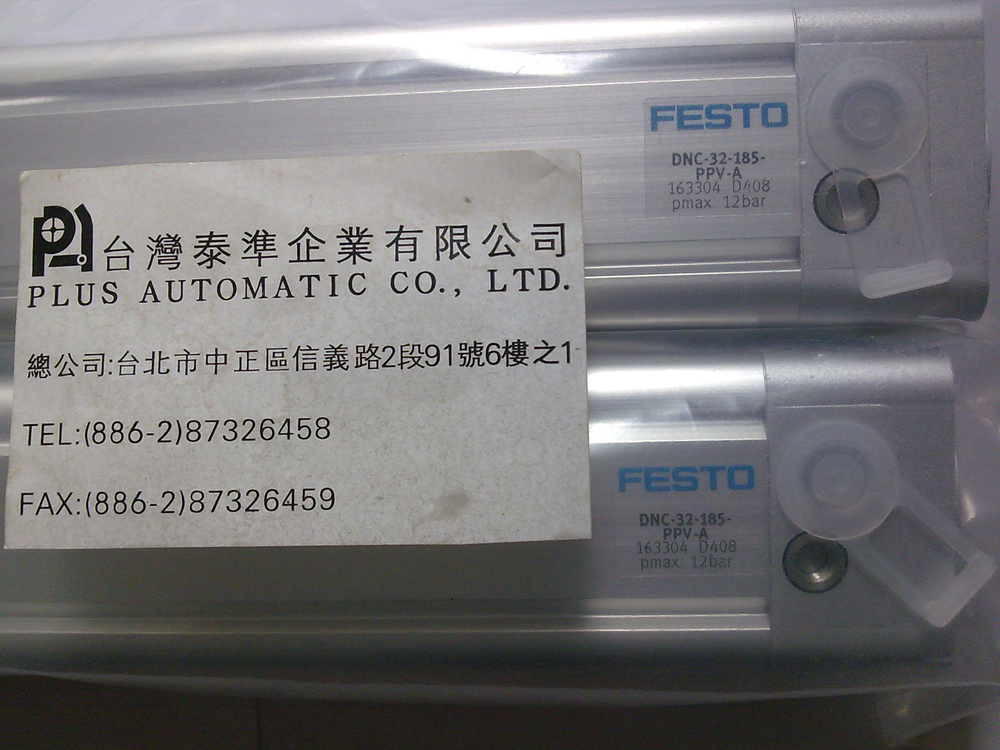 FESTO
DNC-32-185-
PPV-A
163304 D408
pmax. 12bar
台灣泰準企業有限公司
PLUS AUTOMATIC CO., LTD.
總公司:台北市中正區信義路2段91號6樓之1
TEL:(886-2)87326458
FAX:(886-2)87326459
FESTO
DNC-32-185-
PPV-A
163304 D408
pmax. 12bar